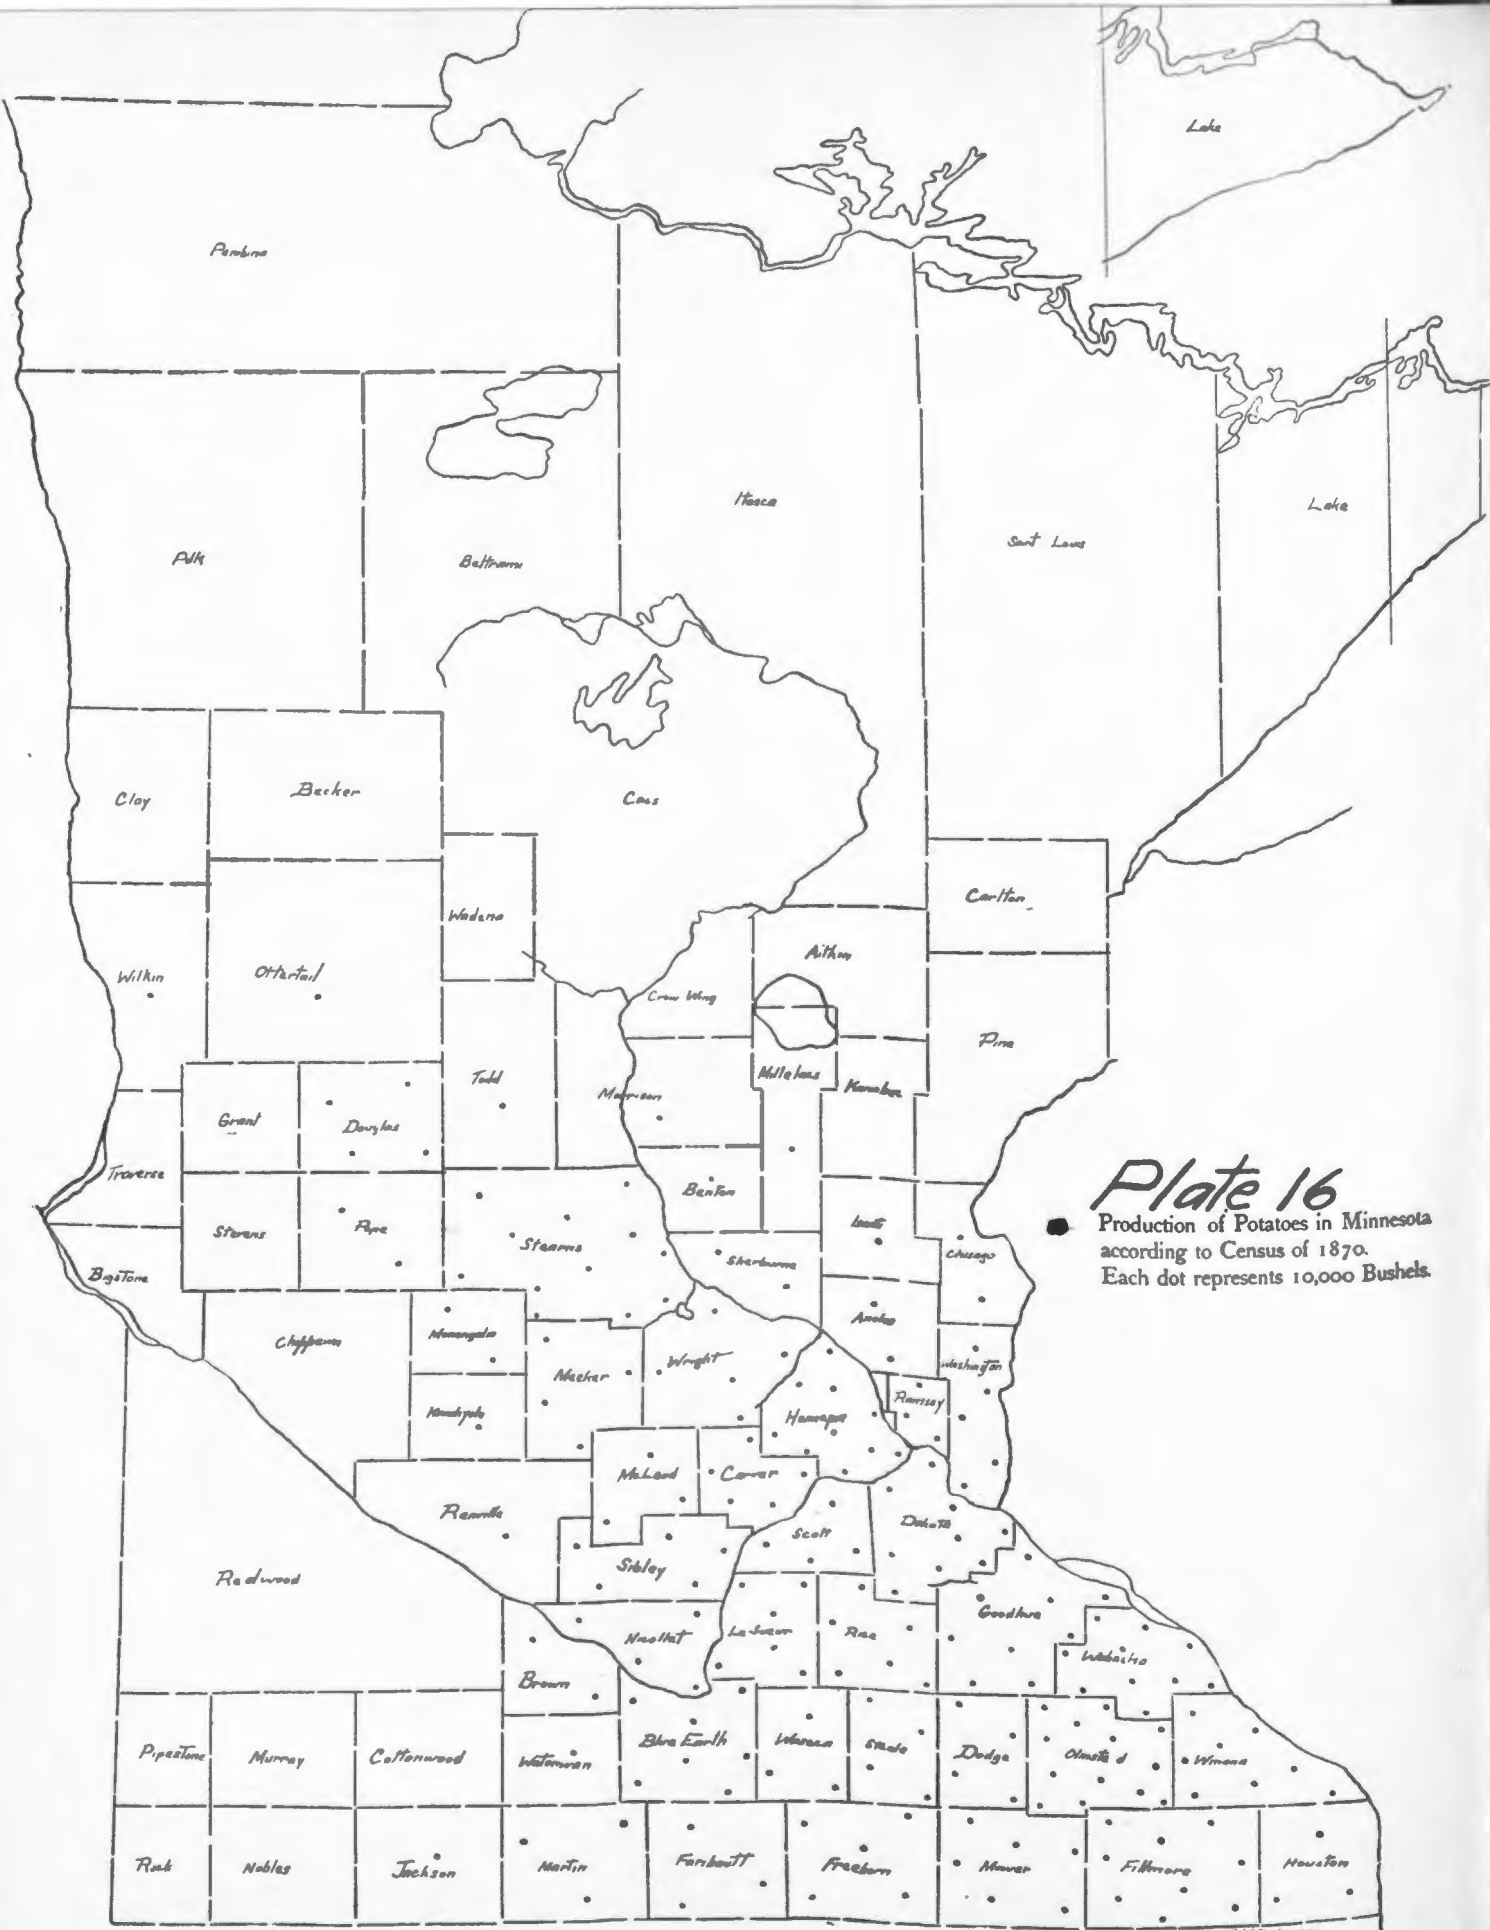 Lake
Pembina
Itasca
Lake
Saint Louis
Polk
Beltrami
Clay
Becker
Cass
Carlton
Wadena
Aitkin
Wilkin
Ottertail
Crow Wing
Pine
Todd
Mille Lacs
Kanabec
Morrison
Grant
Douglas
Traverse
Benton
Plate 16
Production of Potatoes in Minnesota
according to Census of 1870.
Each dot represents 10,000 Bushels.
Stevens
Pope
Stearns
Isanti
Chisago
Sherburne
Bigstone
Anoka
Chippewa
Monongalia
Wright
Washington
Meeker
Ramsey
Hennepin
Kandiyohi
McLeod
Carver
Renville
Scott
Dakota
Sibley
Redwood
Goodhue
Nicollet
Le Sueur
Rice
Wabasha
Brown
Blue Earth
Waseca
Steele
Dodge
Olmsted
Winona
Pipestone
Murray
Cottonwood
Watonwan
Rock
Nobles
Jackson
Martin
Faribault
Freeborn
Mower
Fillmore
Houston